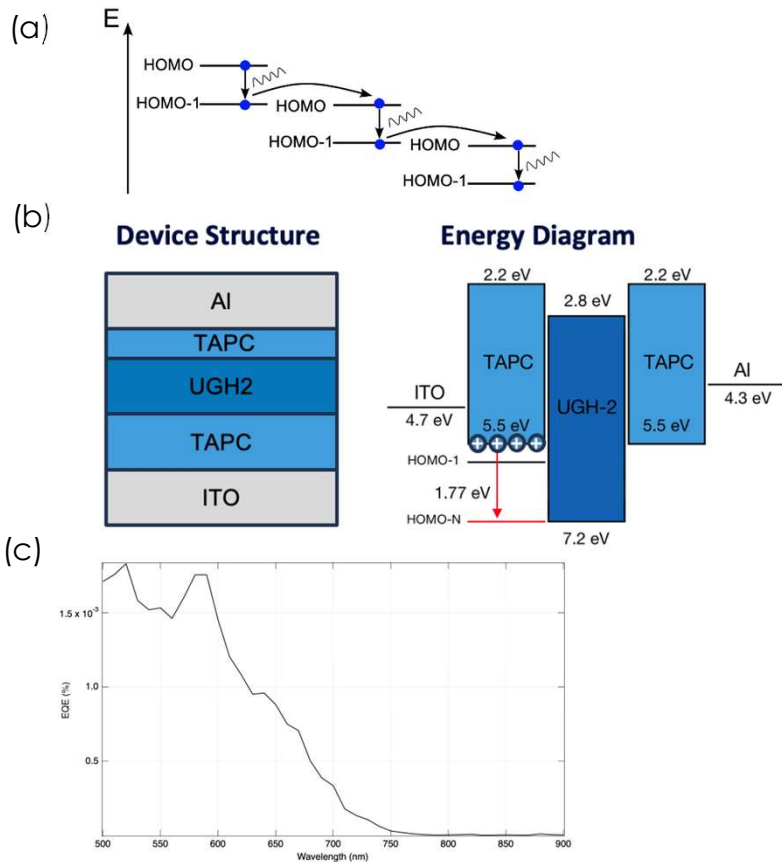 (a)
E
HOMO
HOMO-1
HOMO
HOMO-1
HOMO
HOMO-1
(b)
Device Structure
Energy Diagram
Al
TAPC
UGH2
TAPC
ITO
2.2 eV
2.8 eV
2.2 eV
TAPC
UGH-2
TAPC
ITO
4.7 eV
Al
4.3 eV
5.5 eV
5.5 eV
HOMO-1
1.77 eV
HOMO-N
7.2 eV
(c)
1.5 x 10⁻³
1.0
0.5
EQE (%)
500 550 600 650 700 750 800 850 900
Wavelength (nm)